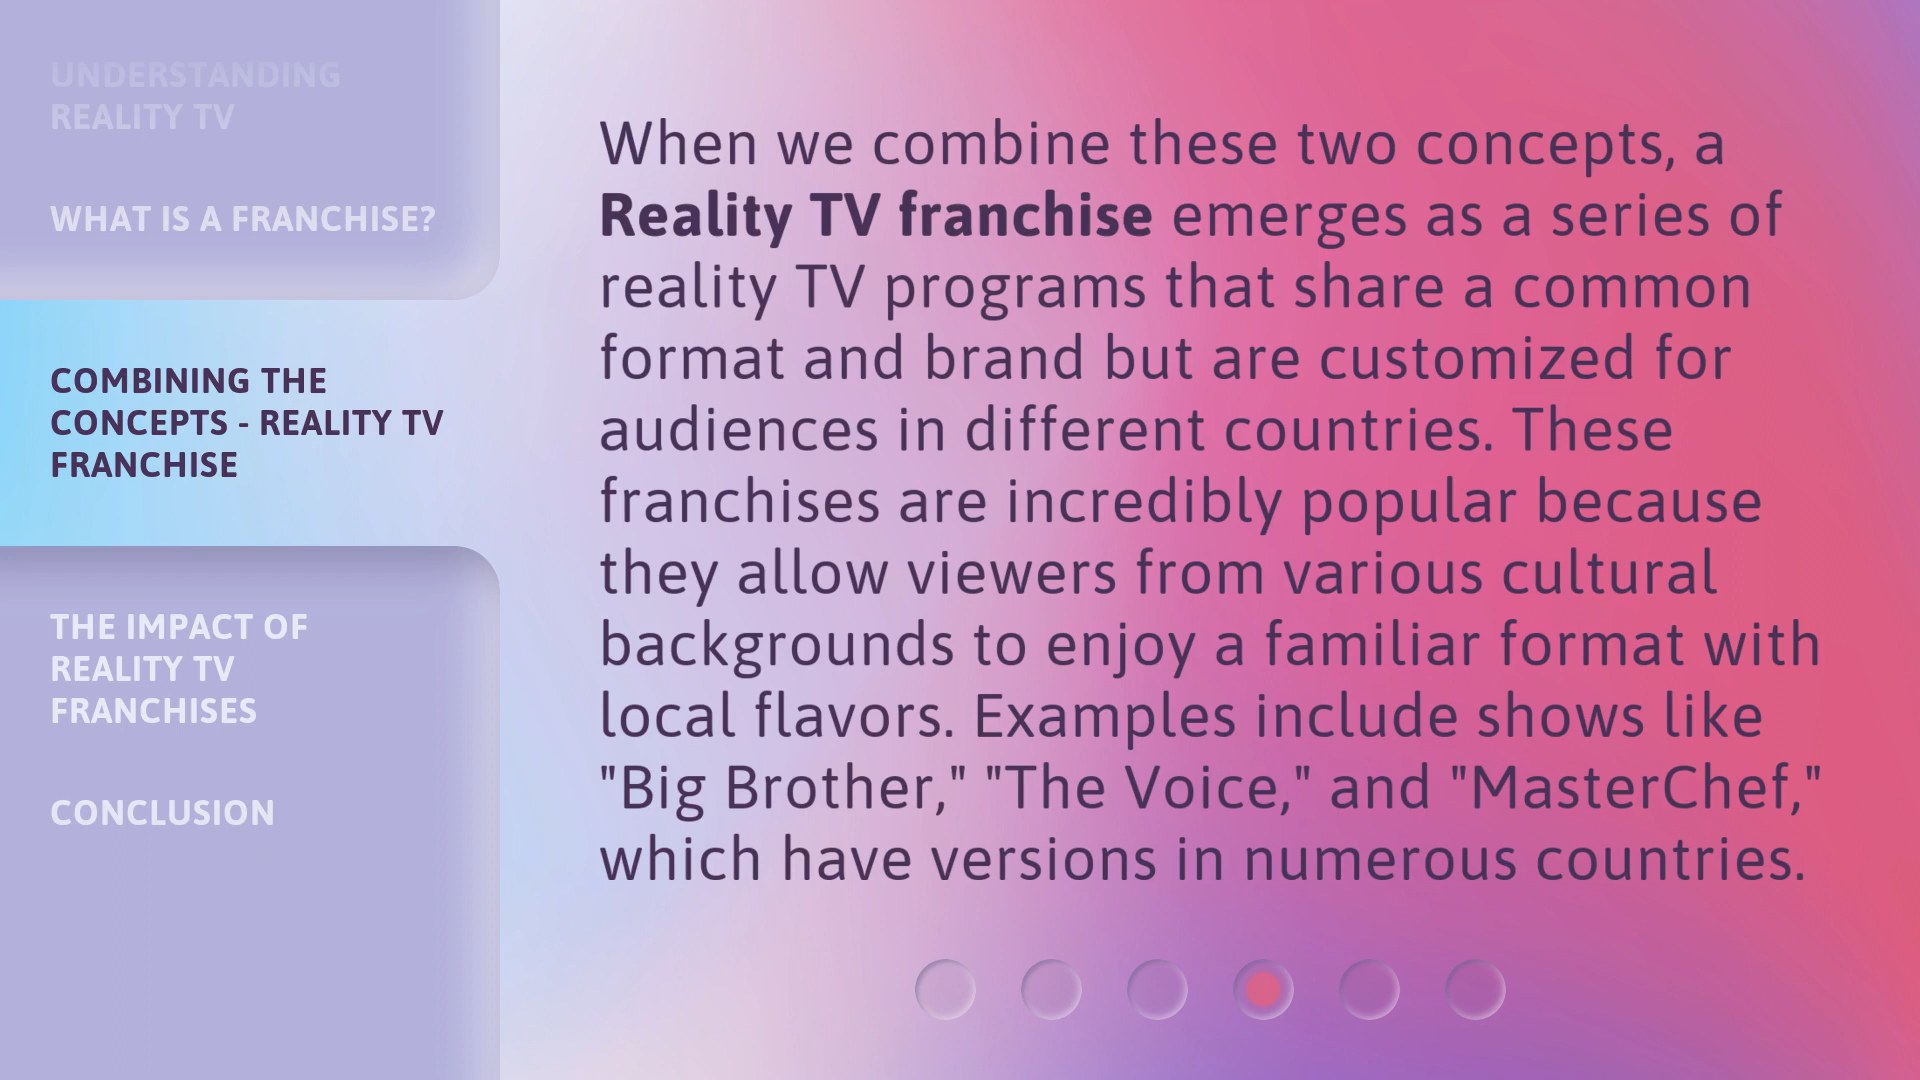 UNDERSTANDING
REALITY TV
WHAT IS A FRANCHISE?
COMBINING THE
CONCEPTS - REALITY TV
FRANCHISE
THE IMPACT OF
REALITY TV
FRANCHISES
CONCLUSION
When we combine these two concepts, a
Reality TV franchise emerges as a series of
reality TV programs that share a common
format and brand but are customized for
audiences in different countries. These
franchises are incredibly popular because
they allow viewers from various cultural
backgrounds to enjoy a familiar format with
local flavors. Examples include shows like
"Big Brother," "The Voice," and "MasterChef,"
which have versions in numerous countries.